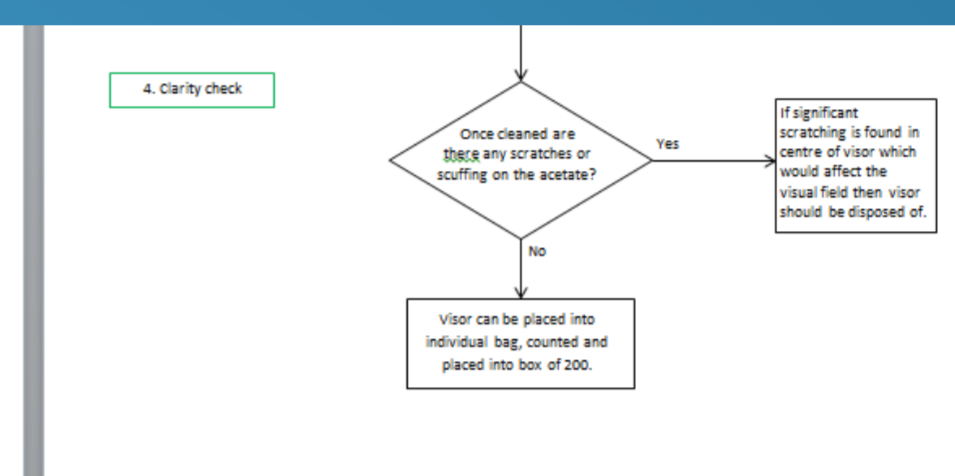 4. Clarity check
Once cleaned are
there any scratches or
scuffing on the acetate?
Yes
If significant
scratching is found in
centre of visor which
would affect the
visual field then visor
should be disposed of.
No
Visor can be placed into
individual bag, counted and
placed into box of 200.